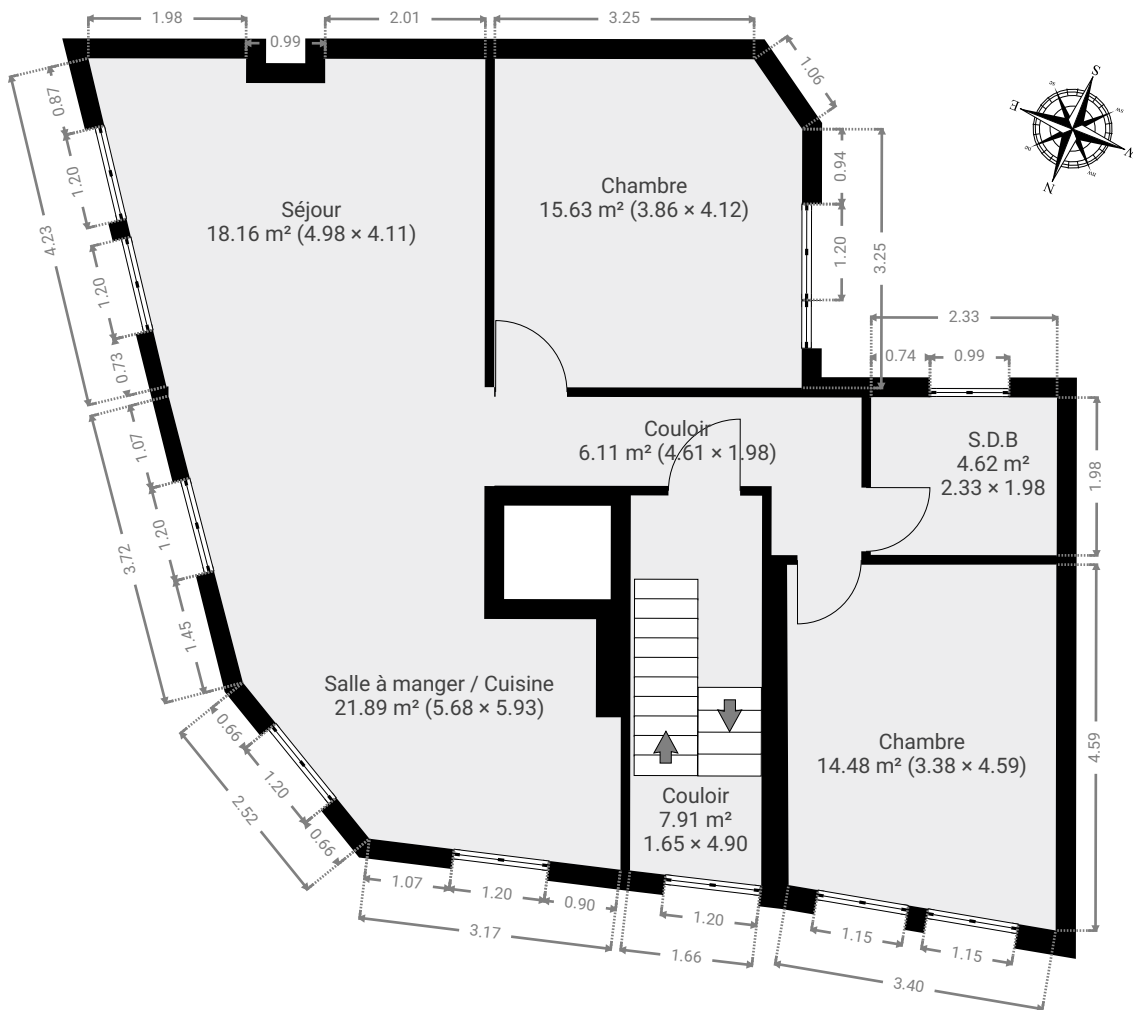 1.98
0.99
2.01
3.25
1.06
S
E
N
0.87
1.20
4.23
1.20
0.73
0.94
1.20
3.25
Séjour
18.16 m² (4.98 × 4.11)
Chambre
15.63 m² (3.86 × 4.12)
2.33
0.74
0.99
Couloir
6.11 m² (4.61 × 1.98)
S.D.B
4.62 m²
2.33 × 1.98
1.98
1.07
1.20
3.72
1.45
Salle à manger / Cuisine
21.89 m² (5.68 × 5.93)
Chambre
14.48 m² (3.38 × 4.59)
4.59
Couloir
7.91 m²
1.65 × 4.90
0.66
1.20
2.52
0.66
1.07
1.20
0.90
3.17
1.20
1.66
1.15
1.15
3.40